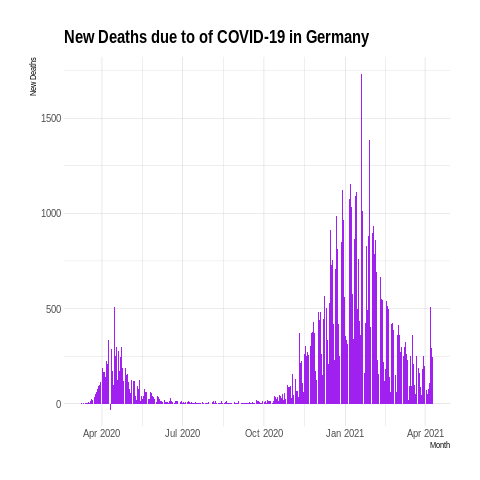 New Deaths due to of COVID-19 in Germany
New Deaths
1500
1000
500
0
Apr 2020 Jul 2020 Oct 2020 Jan 2021 Apr 2021
Month